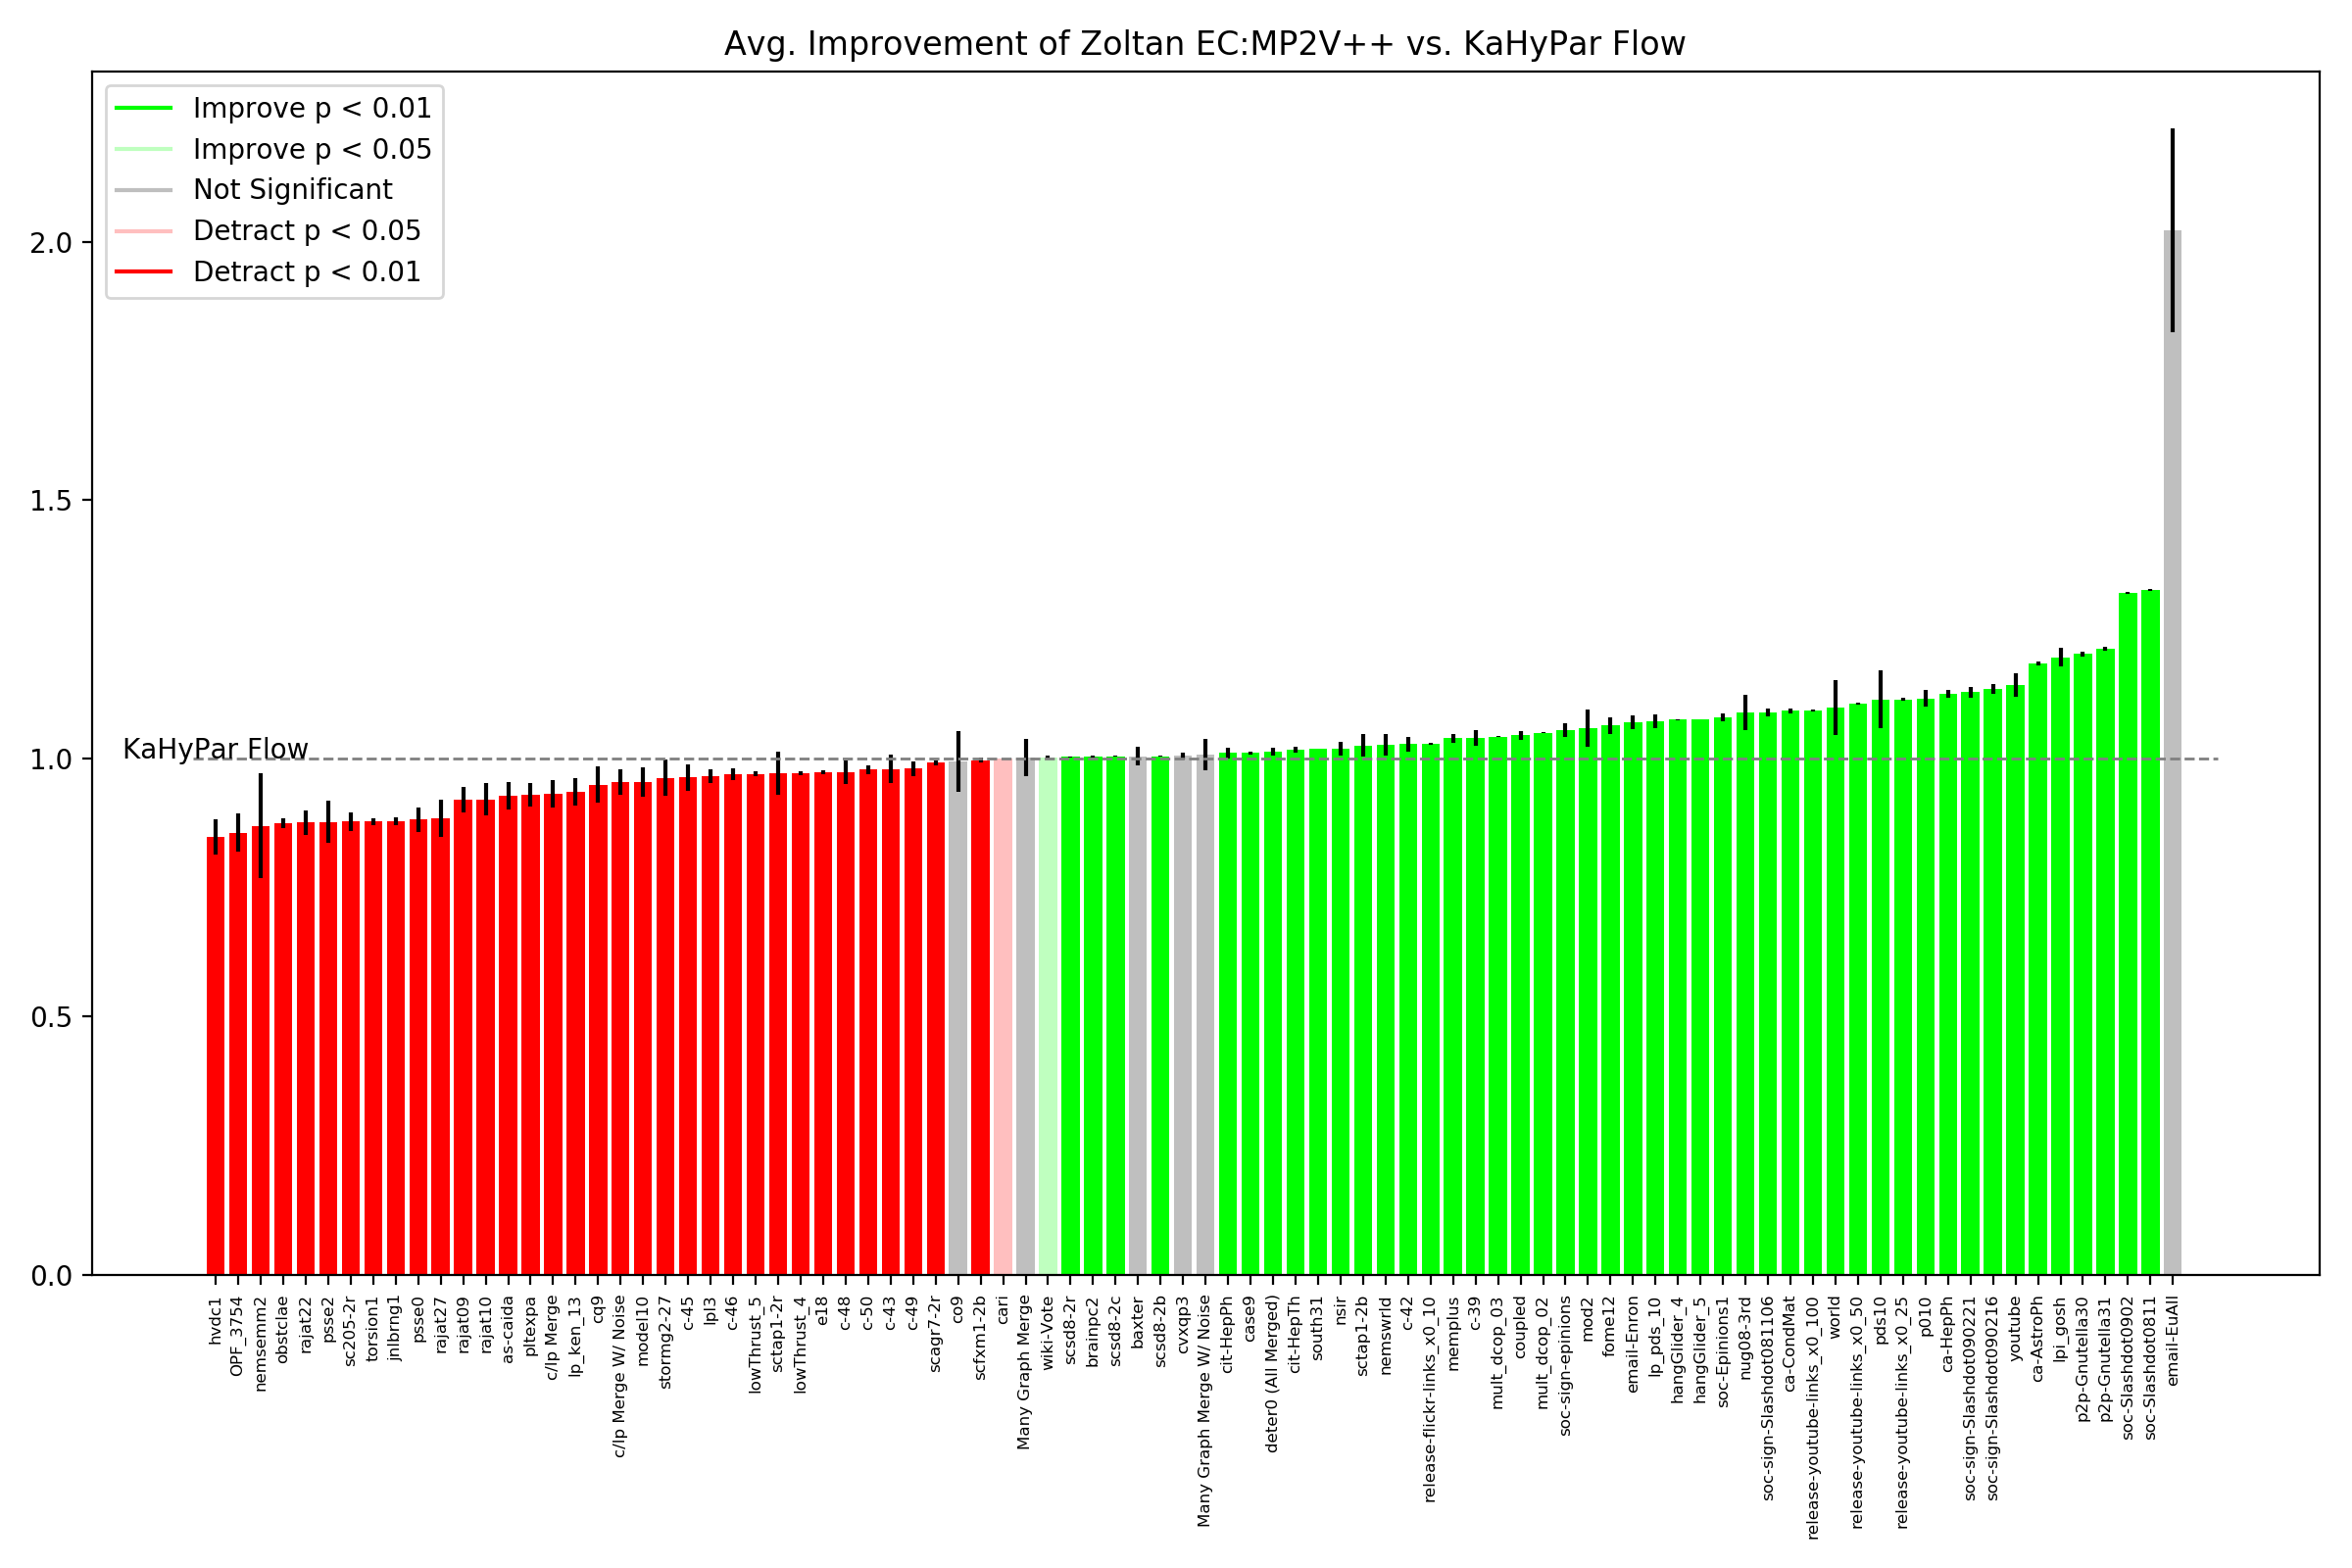 Avg. Improvement of Zoltan EC:MP2V++ vs. KaHyPar Flow
Improve p < 0.01
Improve p < 0.05
Not Significant
Detract p < 0.05
Detract p < 0.01
2.0
1.5
1.0
0.5
0.0
KaHyPar Flow
hvdc1
OPF_3754
nemsemm2
obstclae
rajat22
psse2
sc205-2r
torsion1
jnlbrng1
psse0
rajat27
rajat09
rajat10
as-caida
pltexpa
c/lp Merge
lp_ken_13
cq9
c/lp Merge W/ Noise
model10
stormg2-27
c-45
lpl3
c-46
lowThrust_5
sctap1-2r
lowThrust_4
e18
c-48
c-50
c-43
c-49
scagr7-2r
co9
scfxm1-2b
cari
Many Graph Merge
wiki-Vote
scsd8-2r
brainpc2
scsd8-2c
baxter
scsd8-2b
cvxqp3
Many Graph Merge W/ Noise
cit-HepPh
case9
deter0 (All Merged)
cit-HepTh
south31
nsir
sctap1-2b
nemswrld
c-42
release-flickr-links_x0_10
memplus
c-39
mult_dcop_03
coupled
mult_dcop_02
soc-sign-epinions
mod2
fome12
email-Enron
lp_pds_10
hangGlider_4
hangGlider_5
soc-Epinions1
nug08-3rd
soc-sign-Slashdot081106
ca-CondMat
release-youtube-links_x0_100
world
release-youtube-links_x0_50
pds10
release-youtube-links_x0_25
p010
ca-HepPh
soc-sign-Slashdot090221
soc-sign-Slashdot090216
youtube
ca-AstroPh
lpi_gosh
p2p-Gnutella30
p2p-Gnutella31
soc-Slashdot0902
soc-Slashdot0811
email-EuAll